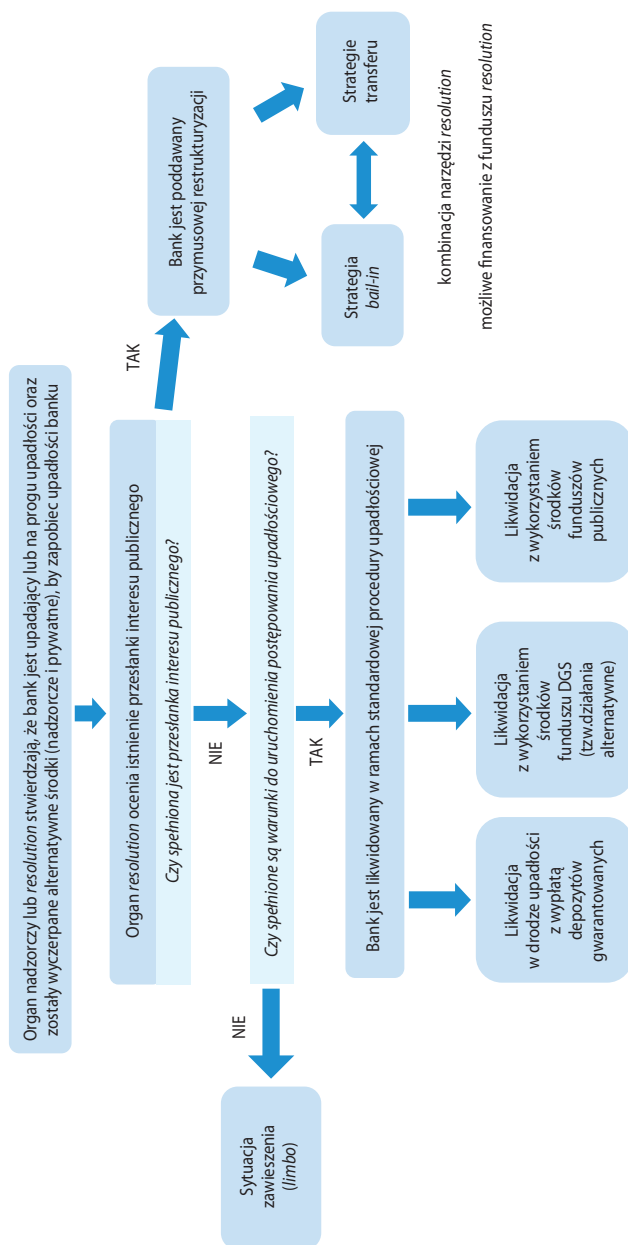 Organ nadzorczy lub resolution stwierdzają, że bank jest upadający lub na progu upadłości oraz
zostały wyczerpane alternatywne środki (nadzorcze i prywatne), by zapobiec upadłości banku
Organ resolution ocenia istnienie przesłanki interesu publicznego
Czy spełniona jest przesłanka interesu publicznego?
TAK
Bank jest poddawany
przymusowej restrukturyzacji
Strategia
bail-in
Strategie
transferu
kombinacja narzędzi resolution
możliwe finansowanie z funduszu resolution
NIE
Czy spełnione są warunki do uruchomienia postępowania upadłościowego?
NIE
Sytuacja
zawieszenia
(limbo)
TAK
Bank jest likwidowany w ramach standardowej procedury upadłościowej
Likwidacja
w drodze upadłości
z wypłatą
depozytów
gwarantowanych
Likwidacja
z wykorzystaniem
środków
funduszu DGS
(tzw.działania
alternatywne)
Likwidacja
z wykorzystaniem
środków
funduszów
publicznych